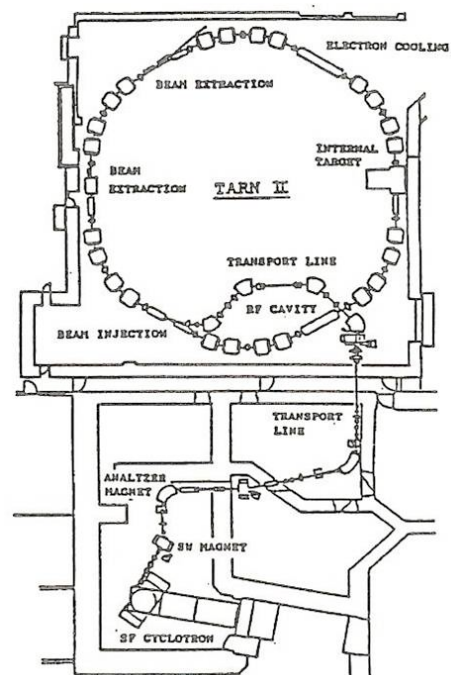 ELECTRON COOLING
BEAM EXTRACTION
INTERNAL
TARGET
BEAM
EXTRACTION
TARN II
TRANSPORT LINE
RF CAVITY
BEAM INJECTION
TRANSPORT
LINE
ANALYZER
MAGNET
SW MAGNET
SF CYCLOTRON